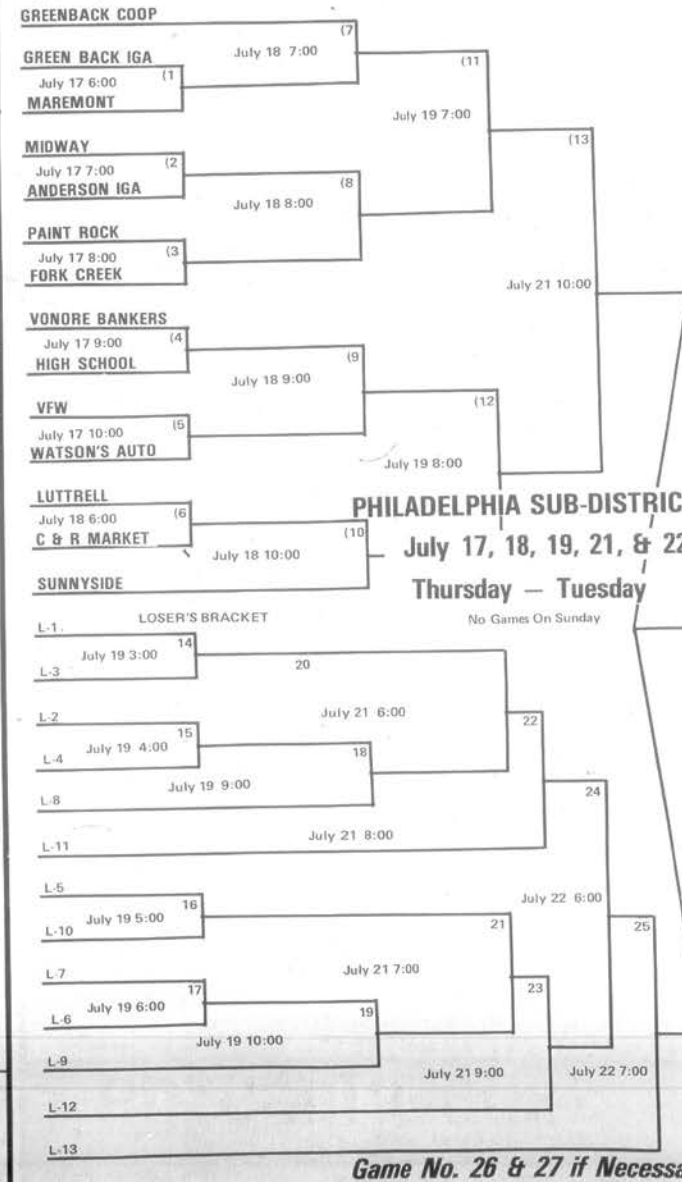 GREENBACK COOP
(7
July 18 7:00
GREEN BACK IGA
(1
July 17 6:00
MAREMONT
(11
July 19 7:00
MIDWAY
(2
July 17 7:00
ANDERSON IGA
(8
July 18 8:00
(13
PAINT ROCK
(3
July 17 8:00
FORK CREEK
July 21 10:00
VONORE BANKERS
(4
July 17 9:00
HIGH SCHOOL
(9
July 18 9:00
VFW
(5
July 17 10:00
WATSON'S AUTO
(12
July 19 8:00
LUTTRELL
(6
July 18 6:00
C & R MARKET
(10
July 18 10:00
SUNNYSIDE
PHILADELPHIA SUB-DISTRIC
July 17, 18, 19, 21, & 22
Thursday — Tuesday
No Games On Sunday
LOSER'S BRACKET
L-1
14
July 19 3:00
L-3
20
July 21 6:00
L-2
15
July 19 4:00
L-4
18
July 19 9:00
L-8
22
July 21 8:00
L-11
24
July 22 6:00
L-5
16
July 19 5:00
L-10
21
July 21 7:00
25
L-7
17
July 19 6:00
L-6
19
July 19 10:00
L-9
23
July 21 9:00
July 22 7:00
L-12
L-13
Game No. 26 & 27 if Necessa